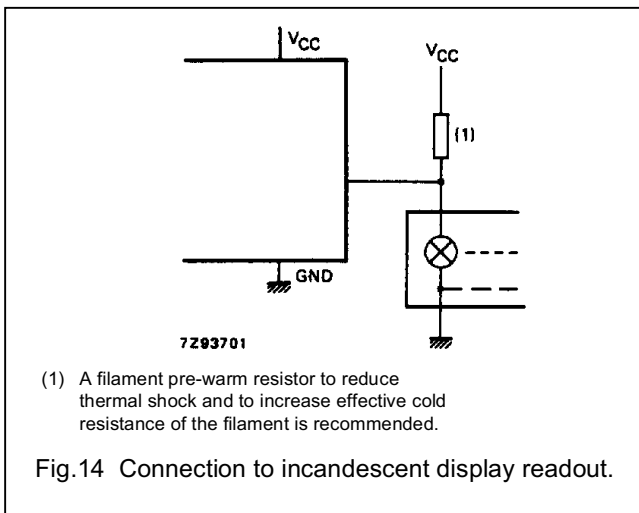 VCC
VCC
(1)
GND
7Z93701
(1) A filament pre-warm resistor to reduce
thermal shock and to increase effective cold
resistance of the filament is recommended.
Fig.14 Connection to incandescent display readout.